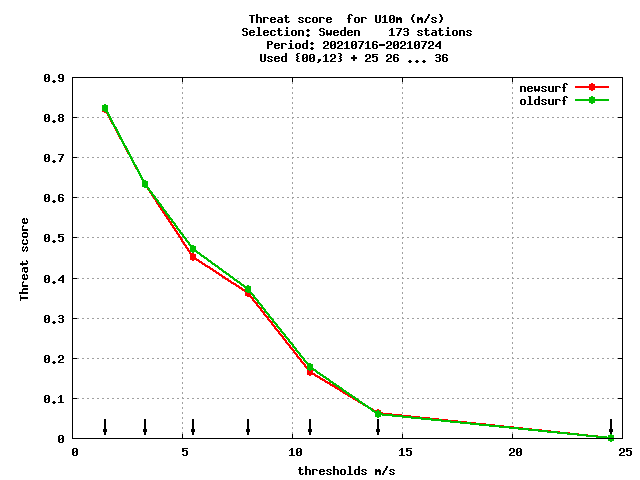 Threat score  for U10m (m/s)
Selection: Sweden    173 stations
Period: 20210716-20210724
Used {00,12} + 25 26 ... 36
newsurf
oldsurf
Threat score
0.9
0.8
0.7
0.6
0.5
0.4
0.3
0.2
0.1
0
0 5 10 15 20 25
thresholds m/s